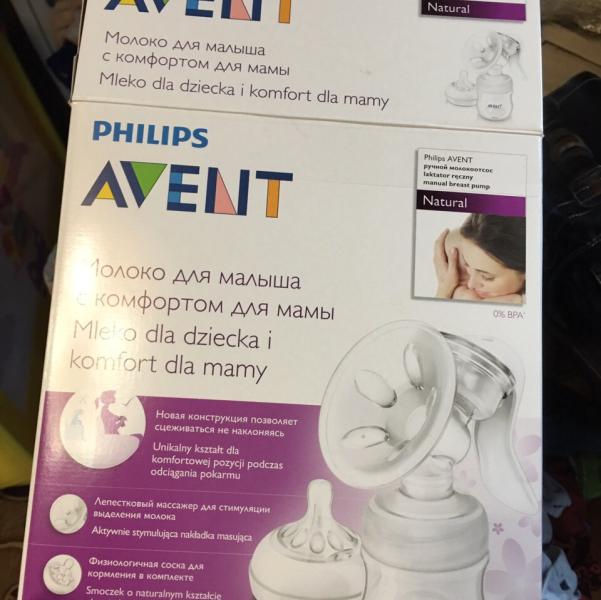 AVENT
Natural
Молоко для малыша
с комфортом для мамы
Mleko dla dziecka i komfort dla mamy
AVENT
PHILIPS
AVENT
Philips AVENT
ручной молокоотсос
laktator ręczny
manual breast pump
Natural
0% BPA*
Молоко для малыша
с комфортом для мамы
Mleko dla dziecka i
komfort dla mamy
Новая конструкция позволяет
сцеживаться не наклоняясь
Unikalny kształt dla
komfortowej pozycji podczas
odciągania pokarmu
Лепестковый массажер для стимуляции
выделения молока
Aktywnie stymulująca nakładka masująca
Физиологичная соска для
кормления в комплекте
Smoczek o naturalnym kształcie